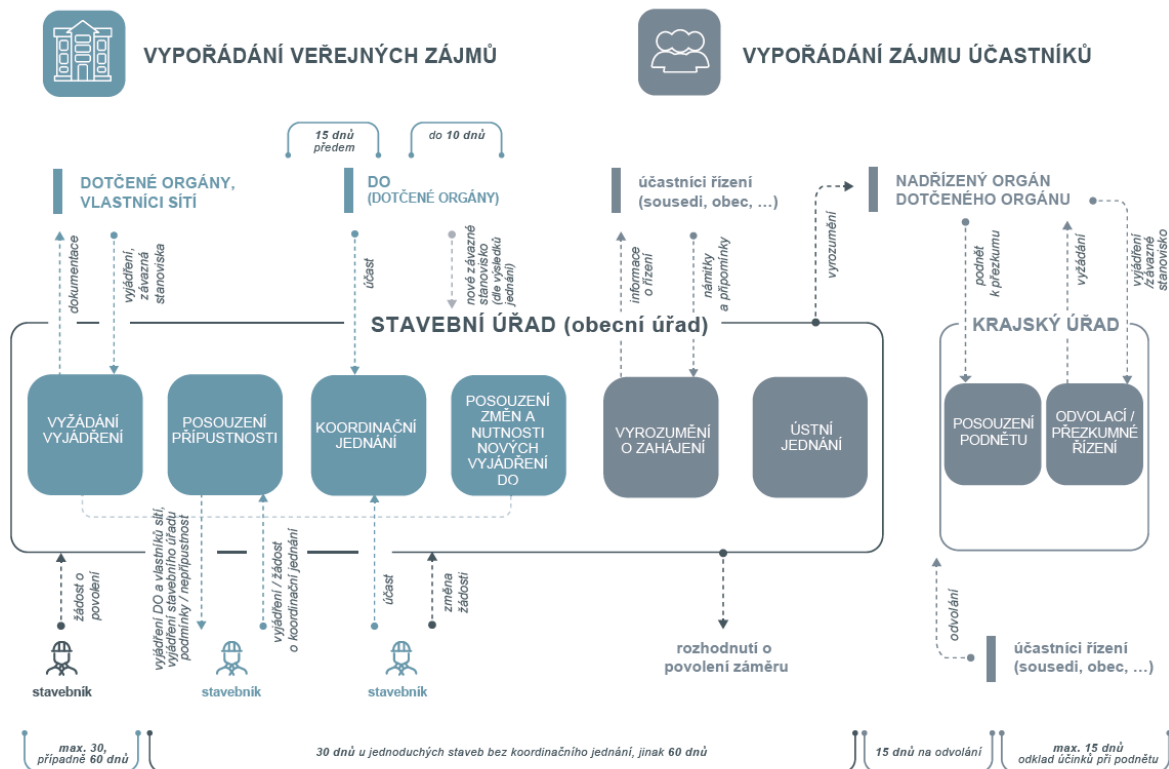 VYPOŘÁDÁNÍ VEŘEJNÝCH ZÁJMŮ
VYPOŘÁDÁNÍ ZÁJMU ÚČASTNÍKŮ
15 dnů
předem
do 10 dnů
DOTČENÉ ORGÁNY,
VLASTNÍCI SÍTÍ
DO
(DOTČENÉ ORGÁNY)
účastníci řízení
(sousedi, obec, ...)
NADŘÍZENÝ ORGÁN
DOTČENÉHO ORGÁNU
dokumentace
vyjádření,
závazná
stanoviska
účast
nové závazné
stanovisko
(dle výsledků
jednání)
informace
o řízení
námitky
a připomínky
vyrozumění
podnět
k přezkumu
vyžádání
vyjádření
/závazné
stanovisko
STAVEBNÍ ÚŘAD (obecní úřad)
KRAJSKÝ ÚŘAD
VYŽÁDÁNÍ
VYJÁDŘENÍ
POSOUZENÍ
PŘÍPUSTNOSTI
KOORDINAČNÍ
JEDNÁNÍ
POSOUZENÍ
ZMĚN A
NUTNOSTI
NOVÝCH
VYJÁDŘENÍ
DO
VYROZUMĚNÍ
O ZAHÁJENÍ
ÚSTNÍ
JEDNÁNÍ
POSOUZENÍ
PODNĚTU
ODVOLACÍ /
PŘEZKUMNÉ
ŘÍZENÍ
žádost o
povolení
vyjádření DO a vlastníků sítí,
vyjádření stavebního úřadu
podmínky / nepřípustnost
vyjádření / žádost
o koordinační jednání
účast
změna
žádosti
odvolání
stavebník
stavebník
stavebník
rozhodnutí o
povolení záměru
účastníci řízení
(sousedi, obec, ...)
max. 30,
případně 60 dnů
30 dnů u jednoduchých staveb bez koordinačního jednání, jinak 60 dnů
15 dnů na odvolání
max. 15 dnů
odklad účinků při podnětu